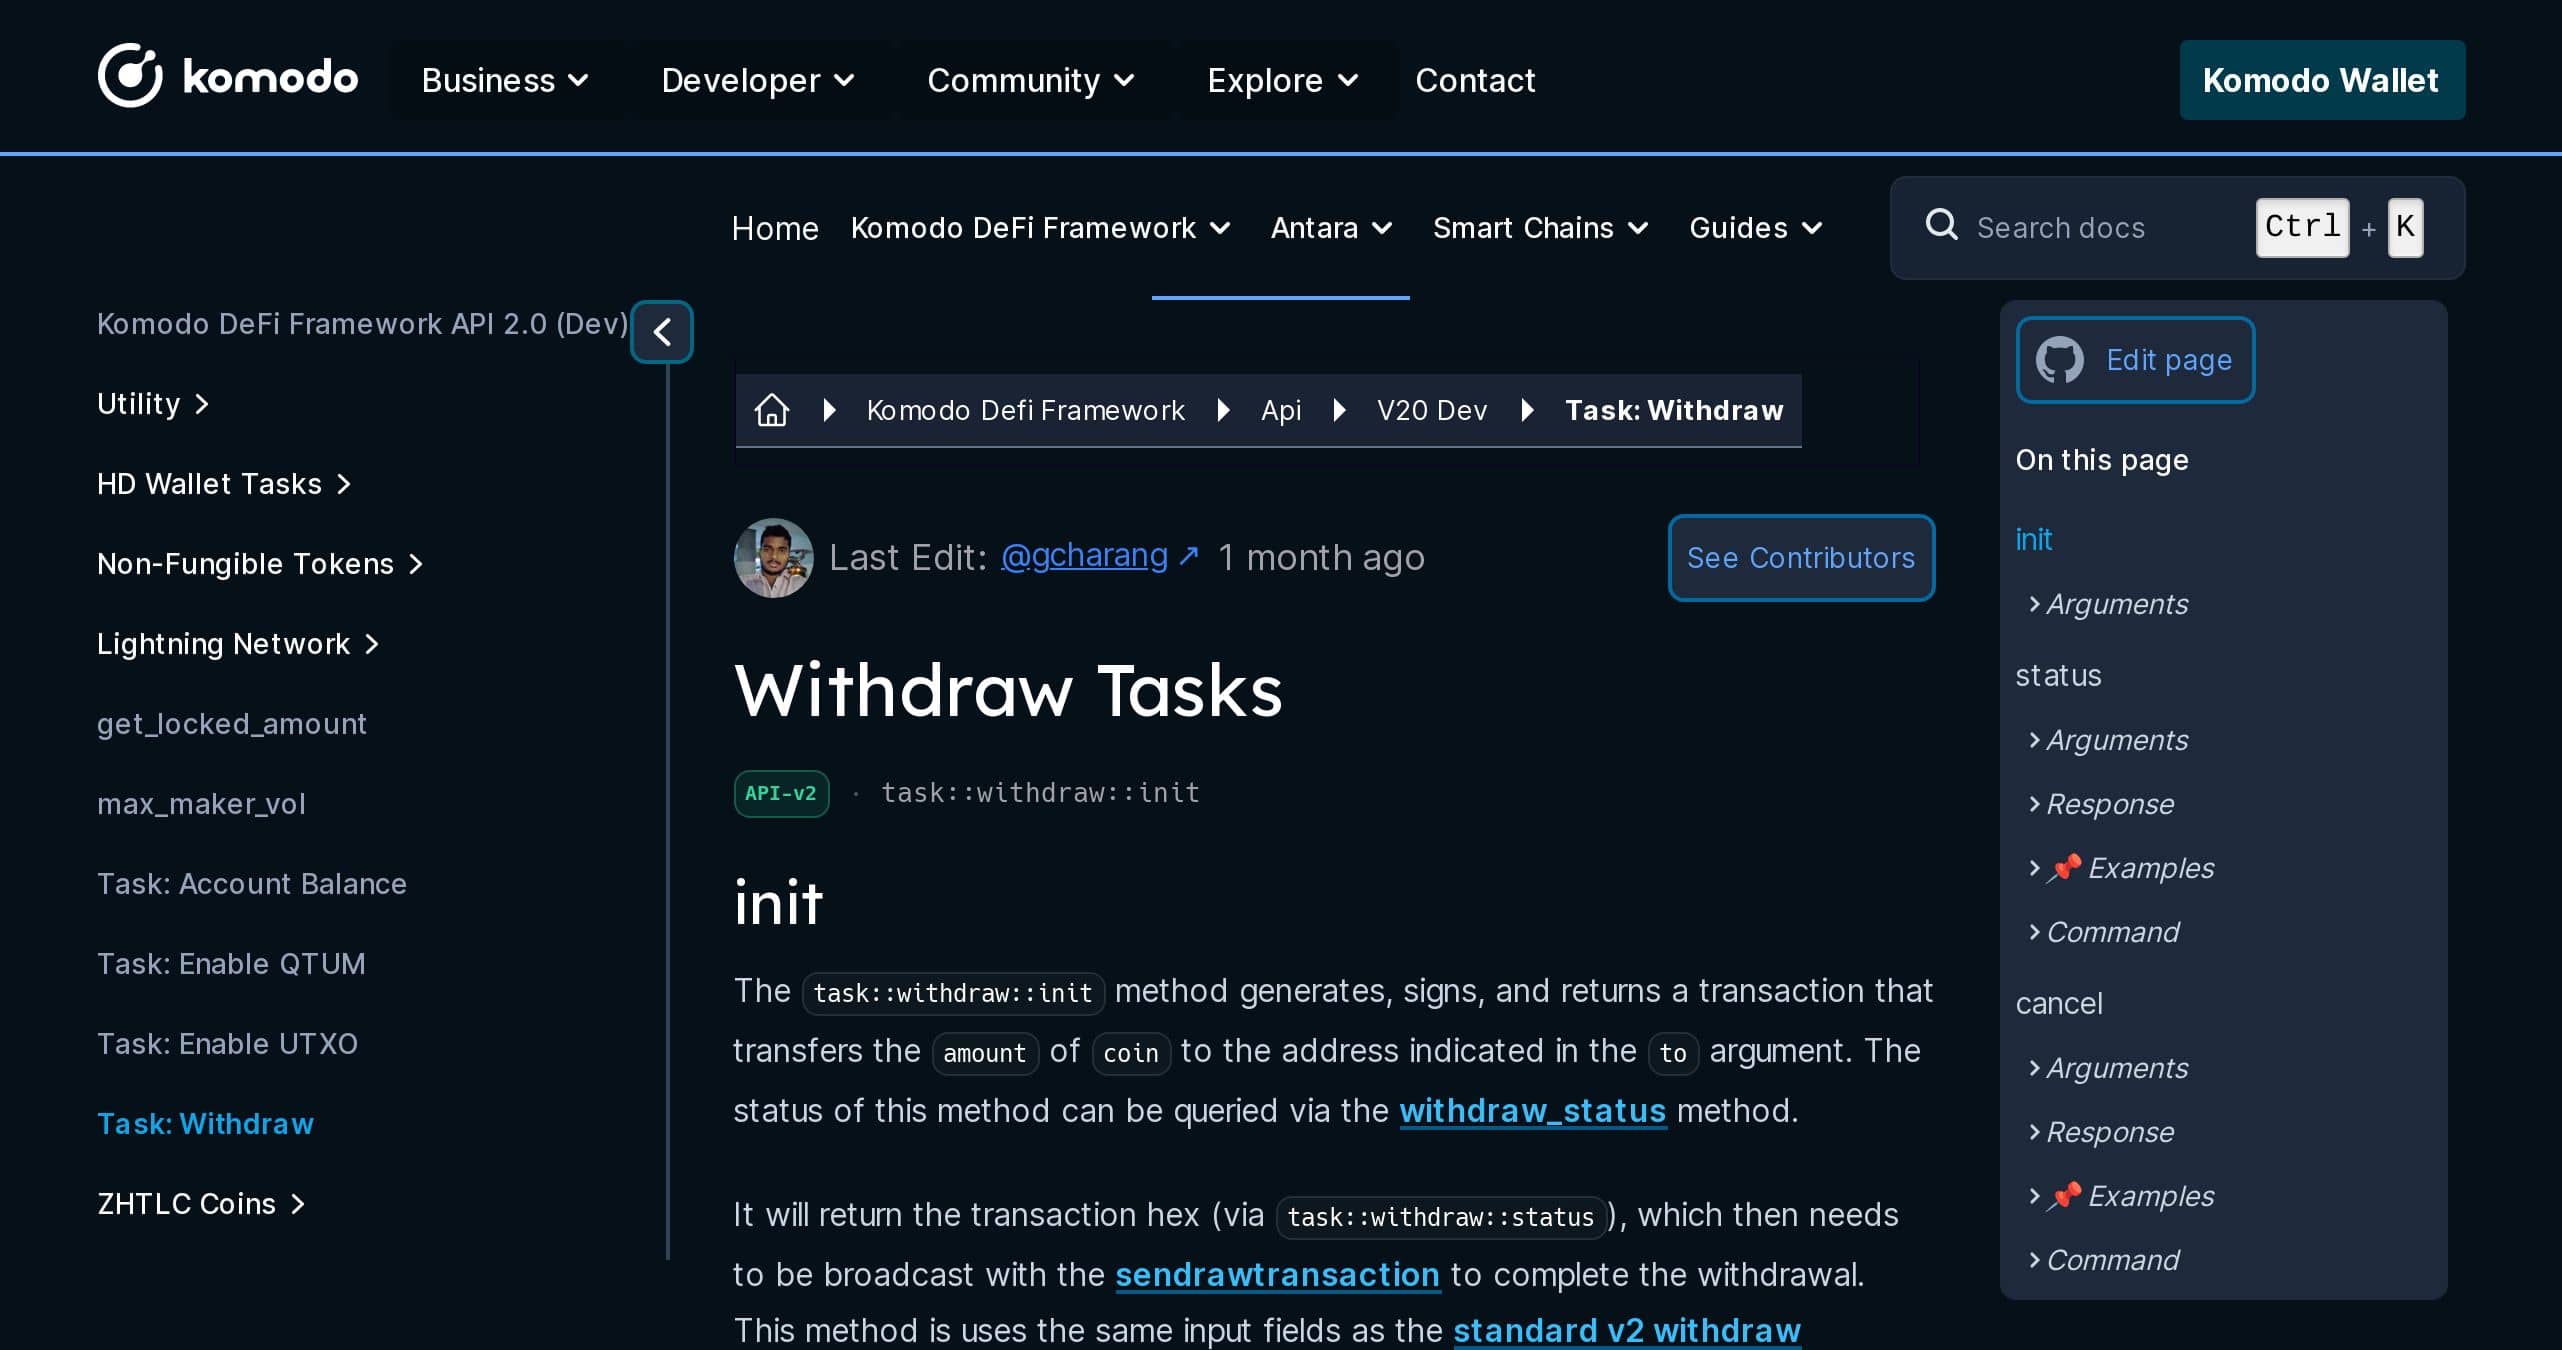 komodo Business Developer Community Explore Contact Komodo Wallet
Home Komodo DeFi Framework Antara Smart Chains Guides Search docs Ctrl + K
Komodo DeFi Framework API 2.0 (Dev)
Utility
HD Wallet Tasks
Non-Fungible Tokens
Lightning Network
get_locked_amount
max_maker_vol
Task: Account Balance
Task: Enable QTUM
Task: Enable UTXO
Task: Withdraw
ZHTLC Coins
Komodo Defi Framework Api V20 Dev Task: Withdraw
Last Edit: @gcharang ↗ 1 month ago See Contributors
Withdraw Tasks
API-v2 · task::withdraw::init
init
The task::withdraw::init method generates, signs, and returns a transaction that
transfers the amount of coin to the address indicated in the to argument. The
status of this method can be queried via the withdraw_status method.
It will return the transaction hex (via task::withdraw::status), which then needs
to be broadcast with the sendrawtransaction to complete the withdrawal.
This method is uses the same input fields as the standard v2 withdraw
Edit page
On this page
init
Arguments
status
Arguments
Response
📌 Examples
Command
cancel
Arguments
Response
📌 Examples
Command